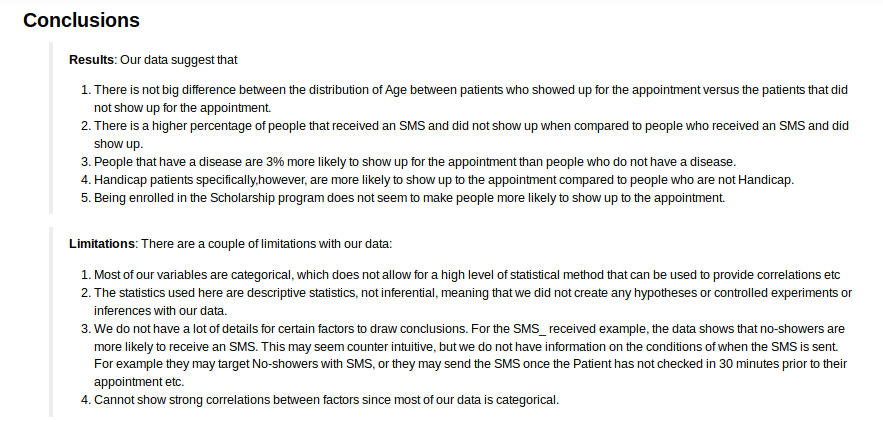 Conclusions
Results: Our data suggest that
1. There is not big difference between the distribution of Age between patients who showed up for the appointment versus the patients that did
not show up for the appointment.
2. There is a higher percentage of people that received an SMS and did not show up when compared to people who received an SMS and did
show up.
3. People that have a disease are 3% more likely to show up for the appointment than people who do not have a disease.
4. Handicap patients specifically,however, are more likely to show up to the appointment compared to people who are not Handicap.
5. Being enrolled in the Scholarship program does not seem to make people more likely to show up to the appointment.
Limitations: There are a couple of limitations with our data:
1. Most of our variables are categorical, which does not allow for a high level of statistical method that can be used to provide correlations etc
2. The statistics used here are descriptive statistics, not inferential, meaning that we did not create any hypotheses or controlled experiments or
inferences with our data.
3. We do not have a lot of details for certain factors to draw conclusions. For the SMS_ received example, the data shows that no-showers are
more likely to receive an SMS. This may seem counter intuitive, but we do not have information on the conditions of when the SMS is sent.
For example they may target No-showers with SMS, or they may send the SMS once the Patient has not checked in 30 minutes prior to their
appointment etc.
4. Cannot show strong correlations between factors since most of our data is categorical.